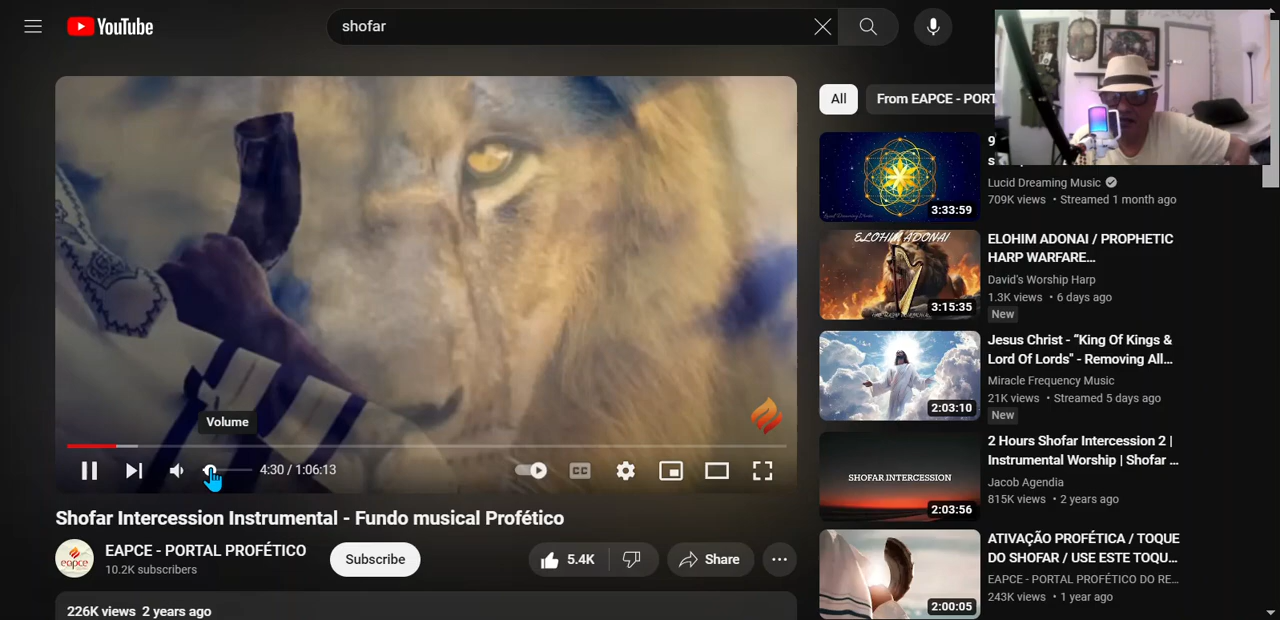 YouTube
shofar
All
From EAPCE - PORT
3:33:59
9
s
Lucid Dreaming Music
709K views • Streamed 1 month ago
ELOHIM ADONAI
3:15:35
ELOHIM ADONAI / PROPHETIC
HARP WARFARE...
David's Worship Harp
1.3K views • 6 days ago
New
2:03:10
Jesus Christ - “King Of Kings &
Lord Of Lords" - Removing All...
Miracle Frequency Music
21K views • Streamed 5 days ago
New
SHOFAR INTERCESSION
2:03:56
2 Hours Shofar Intercession 2 |
Instrumental Worship | Shofar ...
Jacob Agendia
815K views • 2 years ago
2:00:05
ATIVAÇÃO PROFÉTICA / TOQUE
DO SHOFAR / USE ESTE TOQU...
EAPCE - PORTAL PROFÉTICO DO RE...
243K views • 1 year ago
Volume
4:30 / 1:06:13
CC
Shofar Intercession Instrumental - Fundo musical Profético
eapce
EAPCE - PORTAL PROFÉTICO
10.2K subscribers
Subscribe
5.4K
Share
226K views 2 years ago